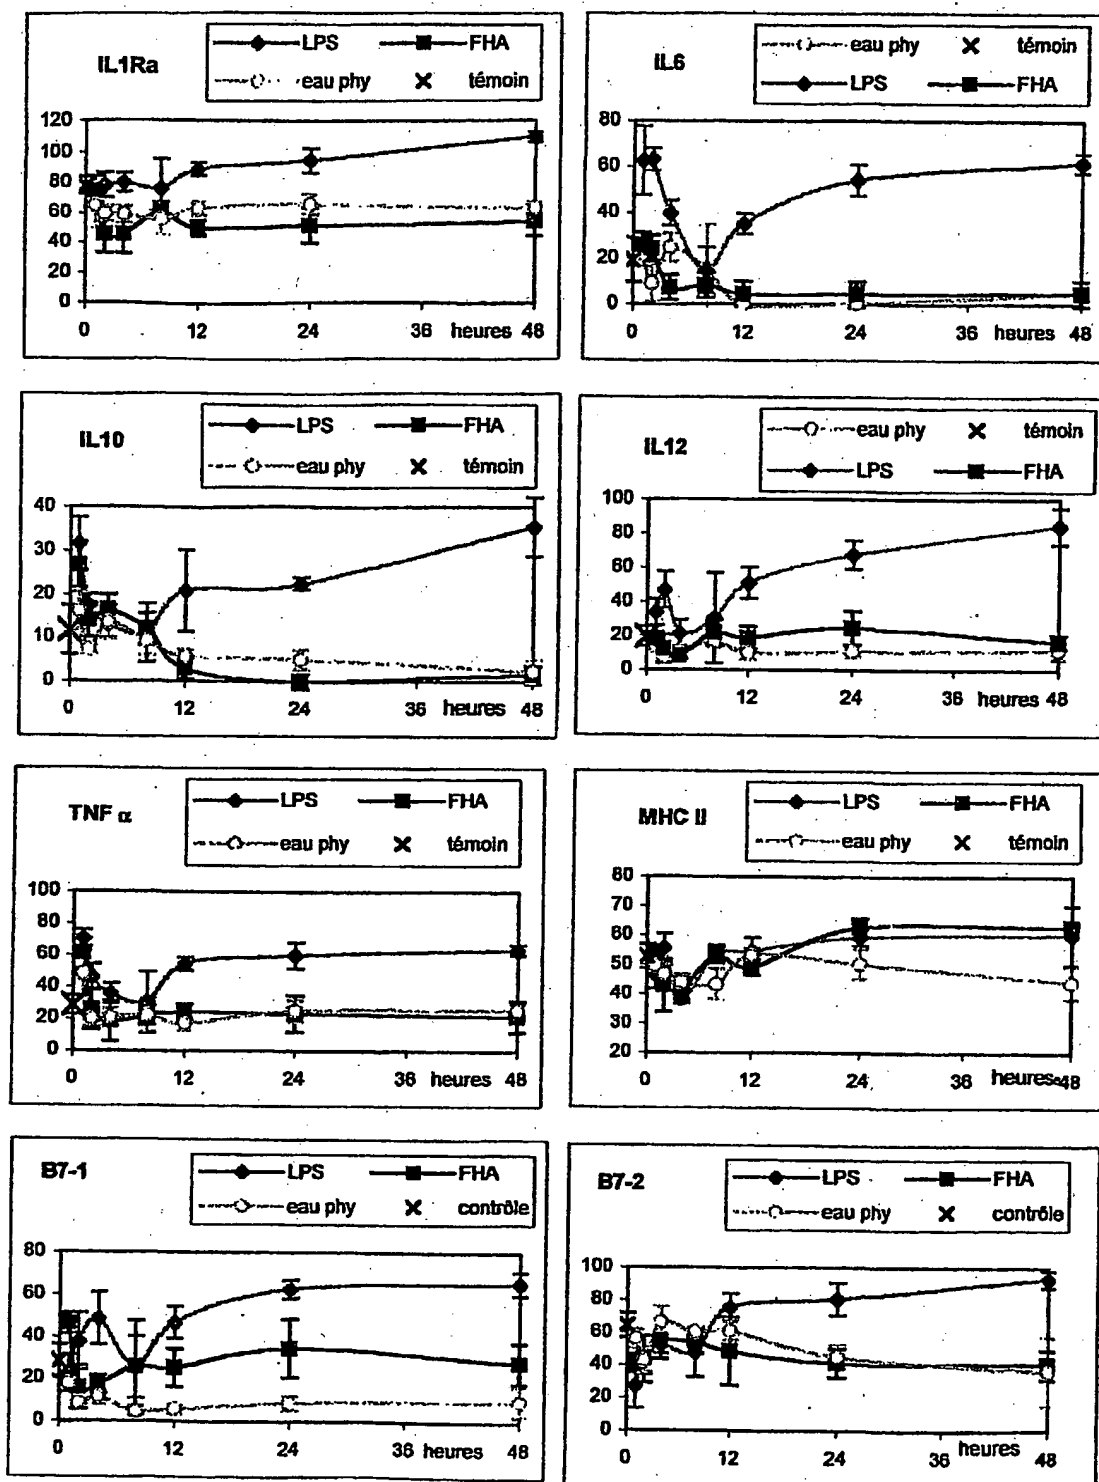 IL1Ra
LPS FHA
eau phy témoin
120
100
80
60
40
20
0
0 12 24 36 heures 48
IL6
eau phy témoin
LPS FHA
80
60
40
20
0
0 12 24 36 heures 48
IL10
LPS FHA
eau phy témoin
40
30
20
10
0
0 12 24 36 heures 48
IL12
eau phy témoin
LPS FHA
100
80
60
40
20
0
0 12 24 36 heures 48
TNF α
LPS FHA
eau phy témoin
100
80
60
40
20
0
0 12 24 36 heures 48
MHC II
LPS FHA
eau phy témoin
80
70
60
50
40
30
20
0 12 24 36 heures 48
B7-1
LPS FHA
eau phy contrôle
80
60
40
20
0
0 12 24 36 heures 48
B7-2
LPS FHA
eau phy contrôle
100
80
60
40
20
0
0 12 24 36 heures 48